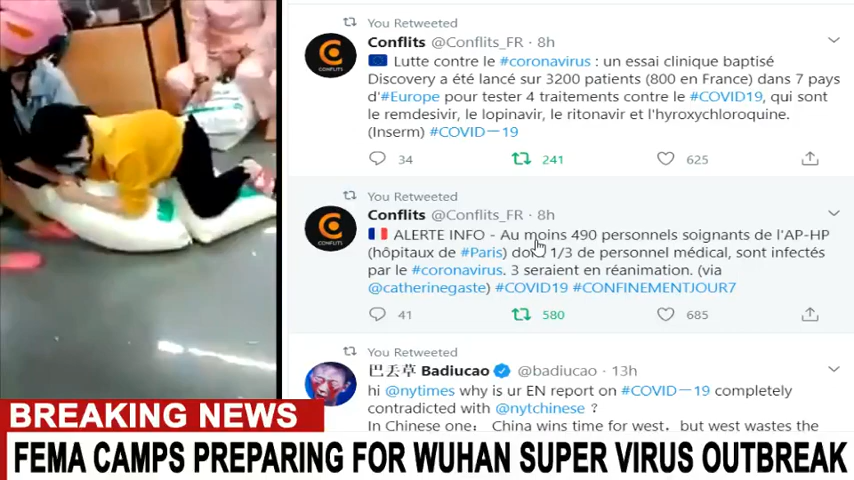 You Retweeted
Conflits @Conflits_FR · 8h
Lutte contre le #coronavirus : un essai clinique baptisé
Discovery a été lancé sur 3200 patients (800 en France) dans 7 pays
d'#Europe pour tester 4 traitements contre le #COVID19, qui sont
le remdesivir, le lopinavir, le ritonavir et l'hyroxychloroquine.
(Inserm) #COVID—19
34 241 625
You Retweeted
Conflits @Conflits_FR · 8h
ALERTE INFO - Au moins 490 personnels soignants de l'AP-HP
(hôpitaux de #Paris) 1/3 de personnel médical, sont infectés
par le #coronavirus. 3 seraient en réanimation. (via
@catherinegaste) #COVID19 #CONFINEMENTJOUR7
41 580 685
You Retweeted
巴丢草 Badiucao @badiucao · 13h
hi @nytimes why is ur EN report on #COVID—19 completely
contradicted with @nytchinese ?
In Chinese one: China wins time for west, but west wastes the
CONFLITS
CONFLITS
BREAKING NEWS
FEMA CAMPS PREPARING FOR WUHAN SUPER VIRUS OUTBREAK